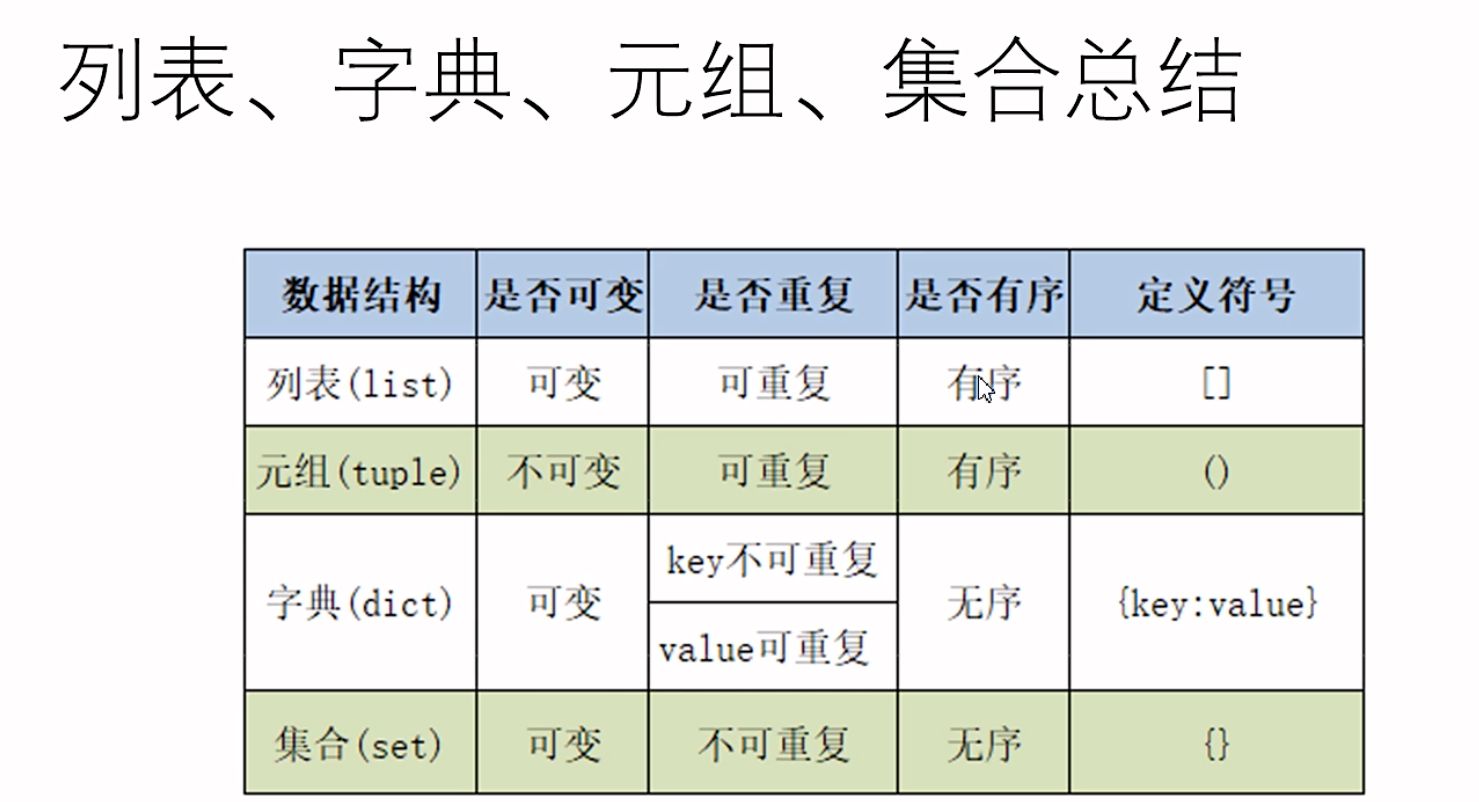 列表、字典、元组、集合总结
数据结构 是否可变 是否重复 是否有序 定义符号
列表(list) 可变 可重复 有序 []
元组(tuple) 不可变 可重复 有序 ()
字典(dict) 可变 key不可重复 无序 {key:value}
value可重复
集合(set) 可变 不可重复 无序 {}